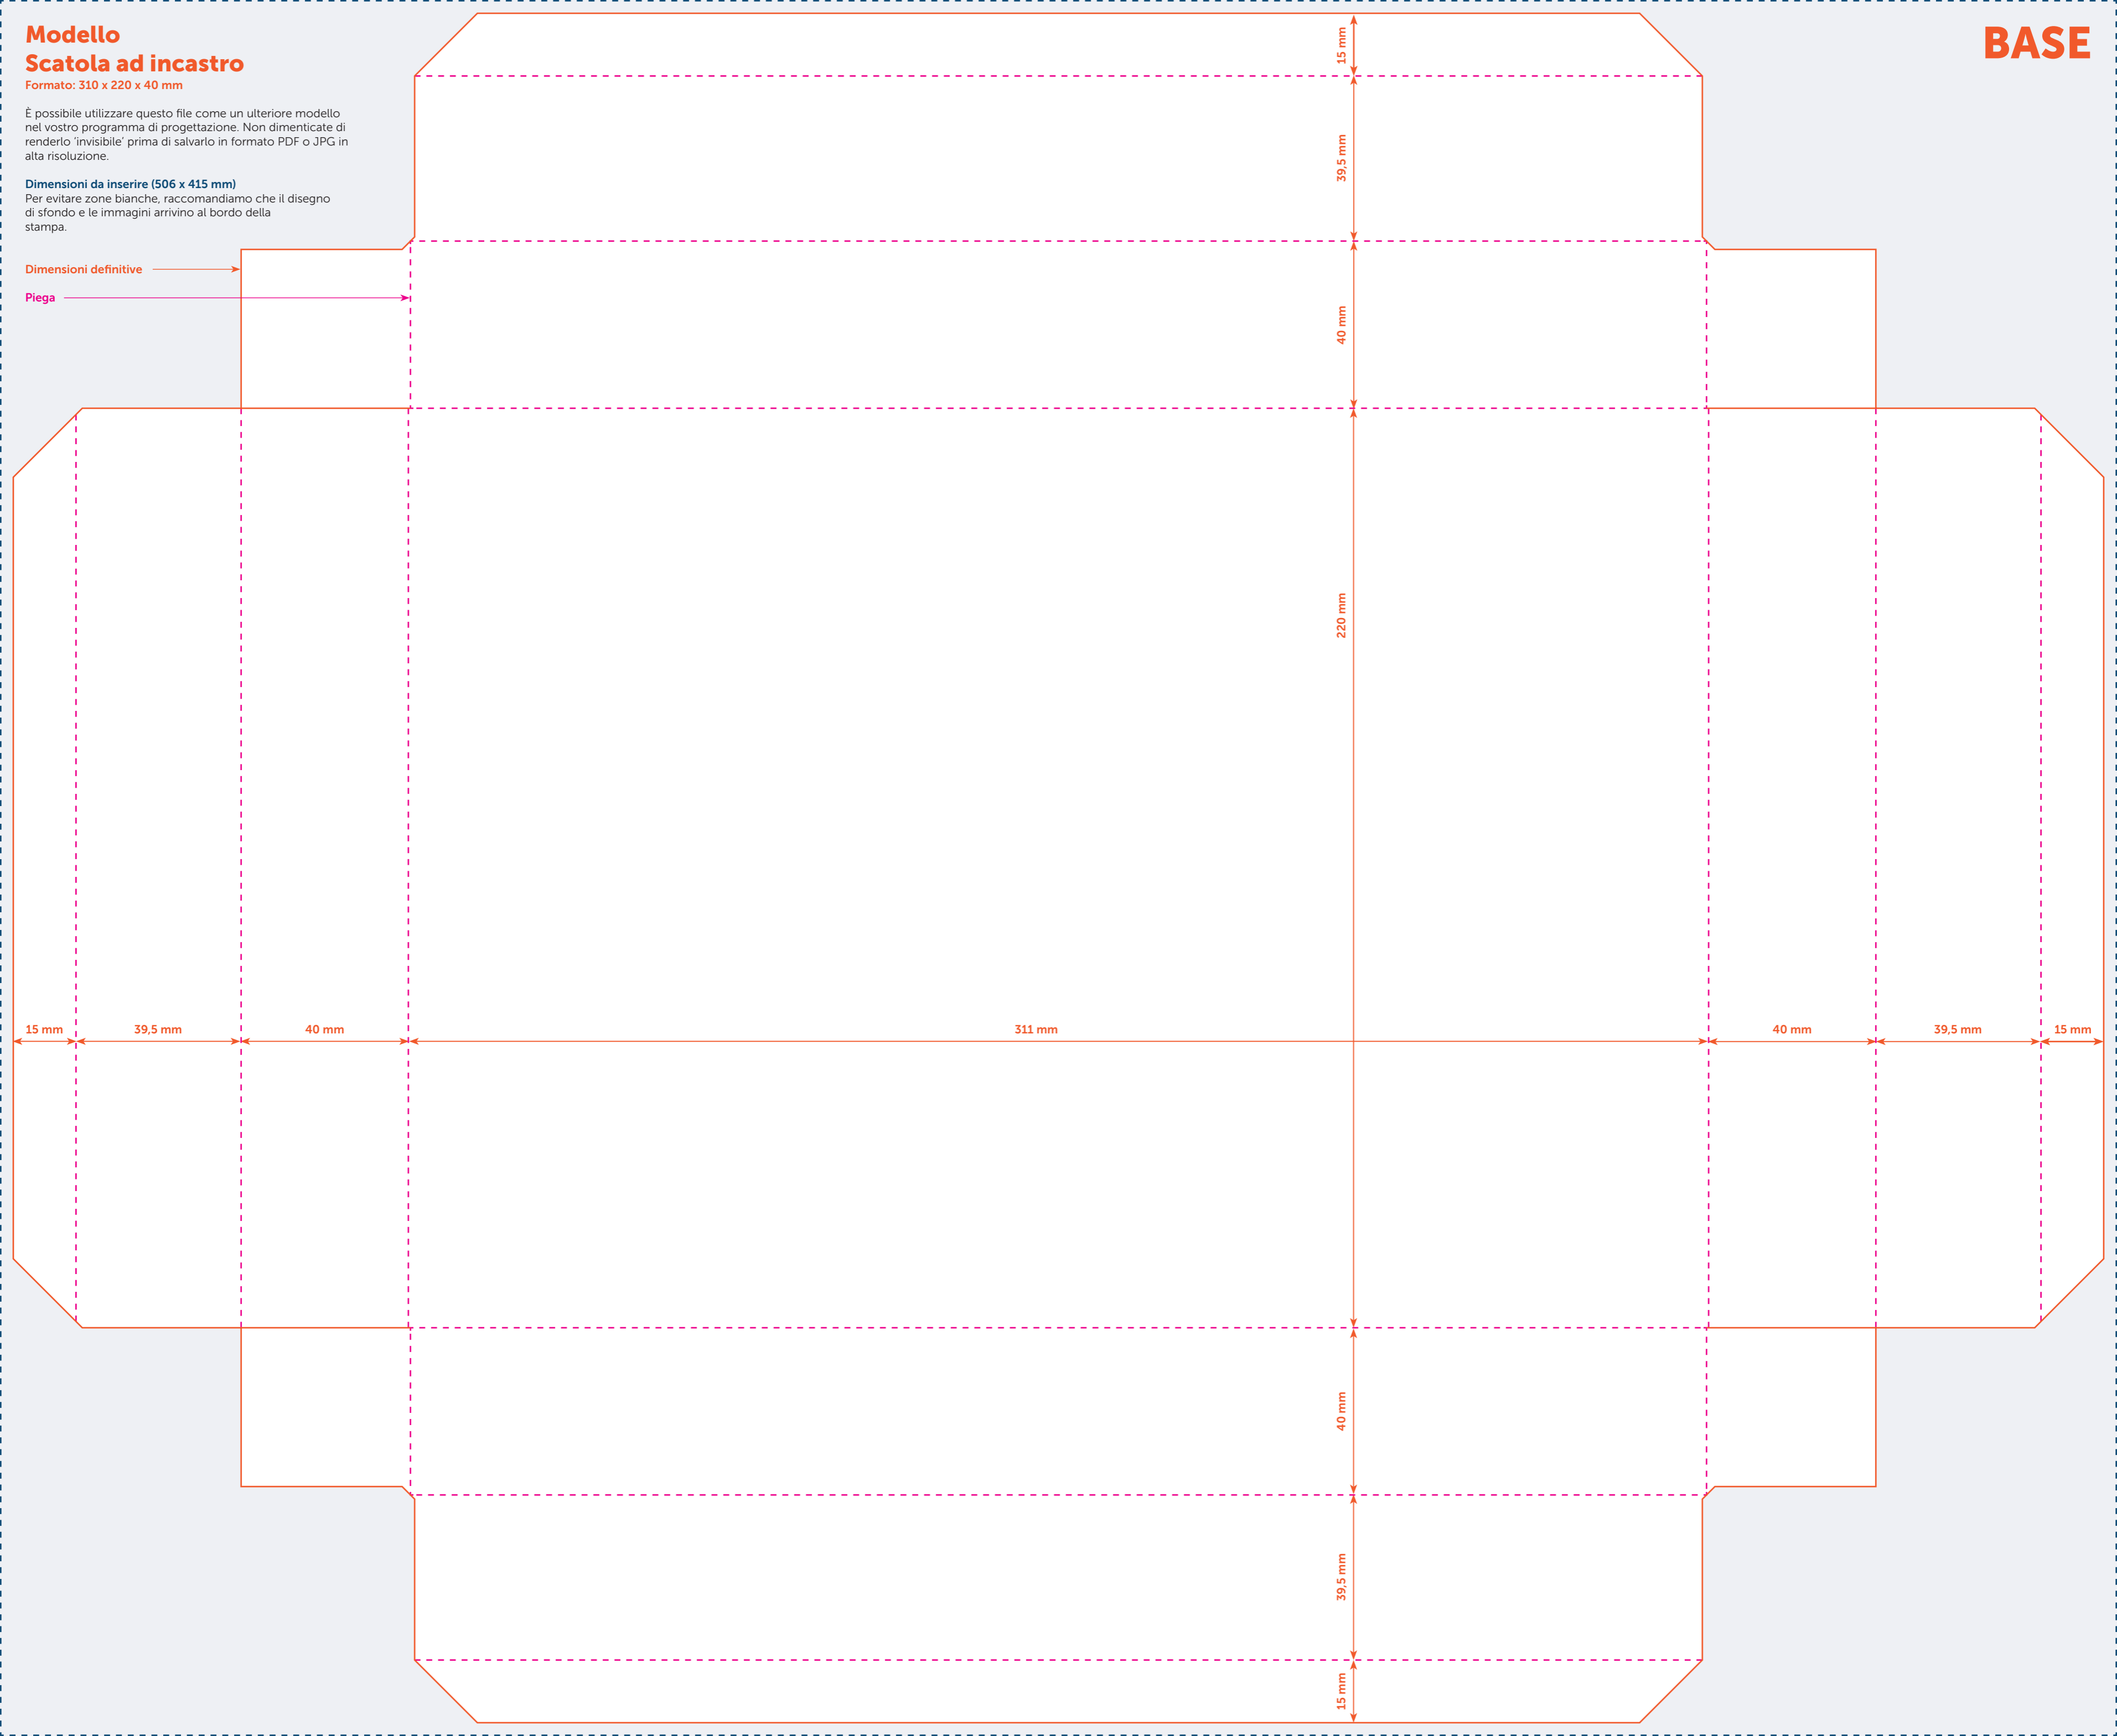 Modello
Scatola ad incastro
Formato: 310 x 220 x 40 mm
È possibile utilizzare questo file come un ulteriore modello
nel vostro programma di progettazione. Non dimenticate di
renderlo ‘invisibile’ prima di salvarlo in formato PDF o JPG in
alta risoluzione.
Dimensioni da inserire (506 x 415 mm)
Per evitare zone bianche, raccomandiamo che il disegno
di sfondo e le immagini arrivino al bordo della
stampa.
Dimensioni definitive
Piega
BASE
15 mm
39,5 mm
40 mm
220 mm
15 mm
39,5 mm
40 mm
311 mm
40 mm
39,5 mm
15 mm
40 mm
39,5 mm
15 mm